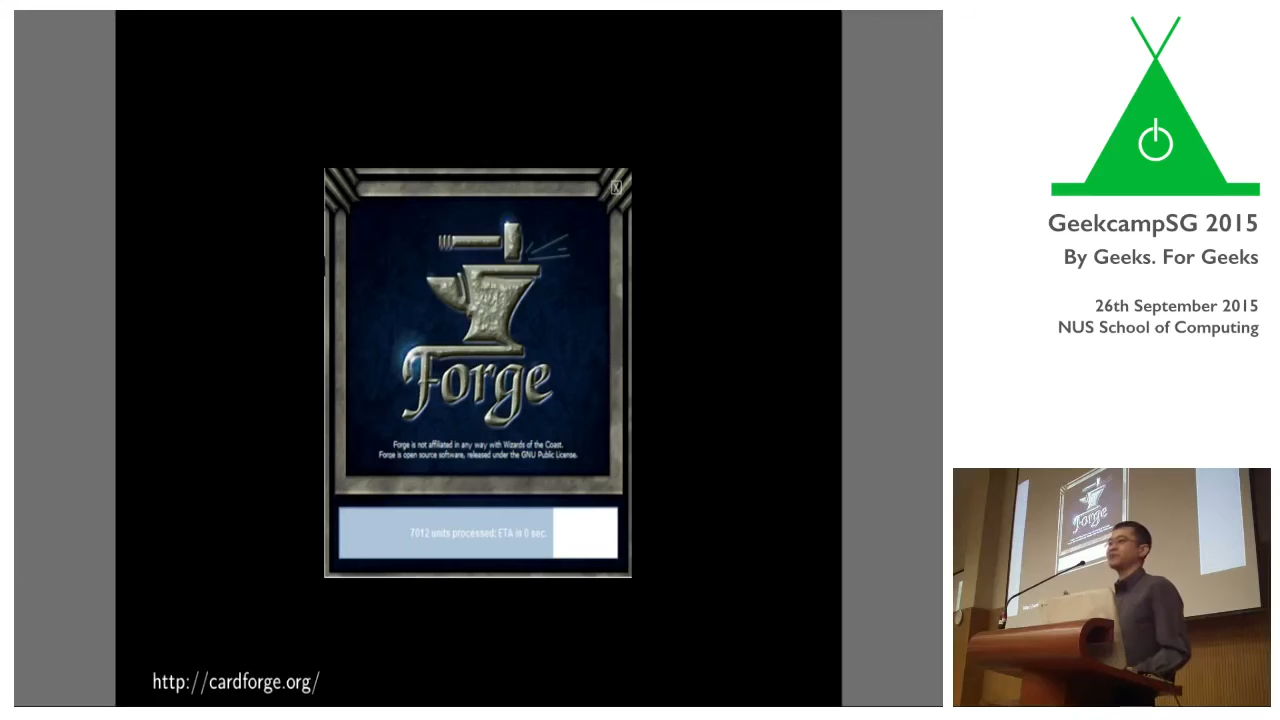 X
Forge
Forge is not affiliated in any way with Wizards of the Coast.
Forge is open source software, released under the GNU Public License.
7012 units processed; ETA in 0 sec.
http://cardforge.org/
GeekcampSG 2015
By Geeks. For Geeks
26th September 2015
NUS School of Computing
Forge